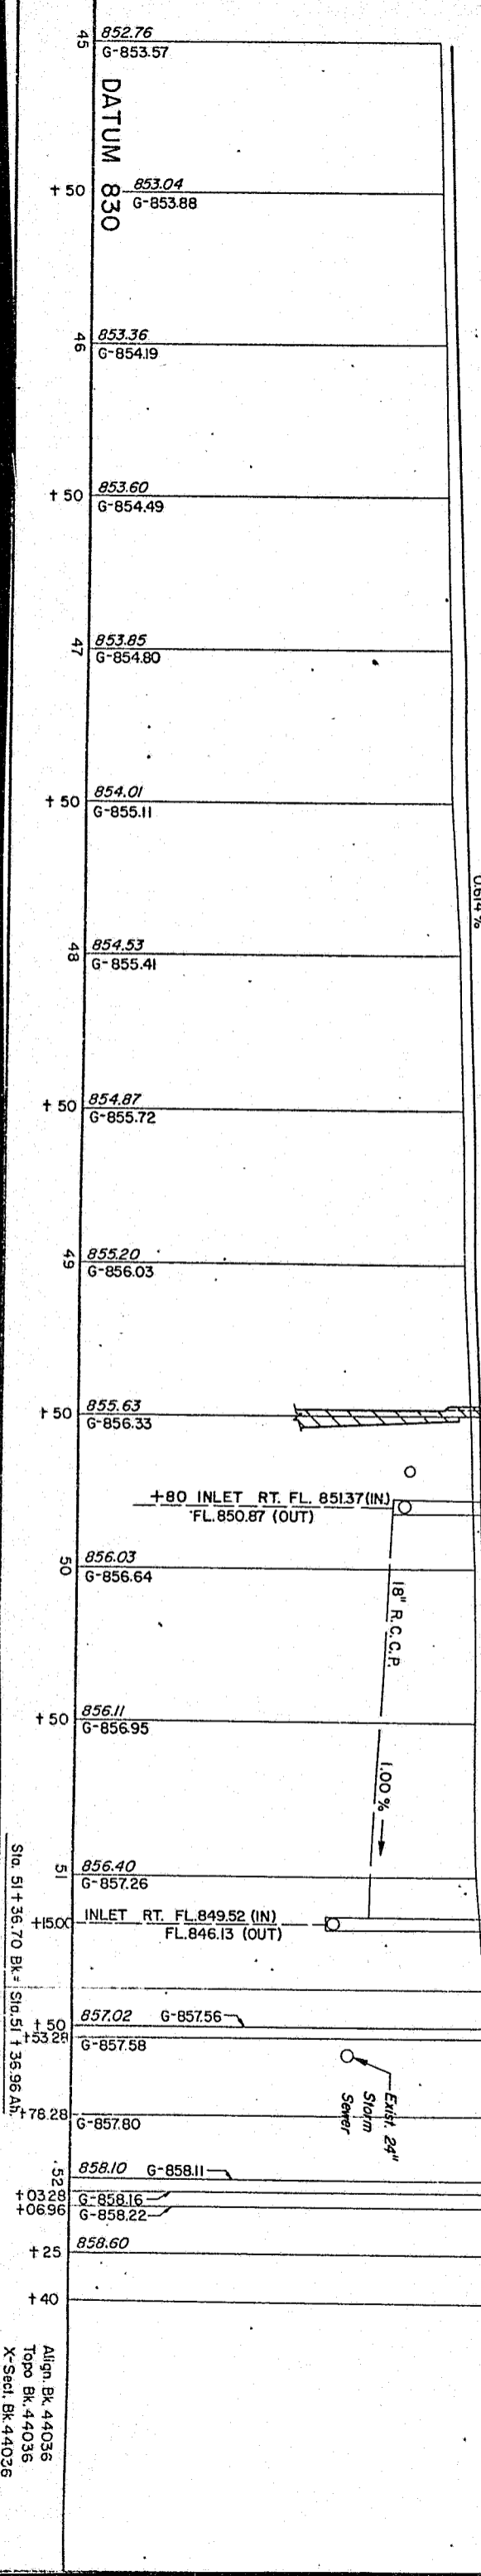 45
852.76
G-853.57
DATUM 830
+50
853.04
G-853.88
46
853.36
G-854.19
+50
853.60
G-854.49
47
853.85
G-854.80
+50
854.01
G-855.11
0.614%
48
854.53
G-855.41
+50
854.87
G-855.72
49
855.20
G-856.03
+50
855.63
G-856.33
+80 INLET RT. FL. 851.37(IN)
FL.850.87 (OUT)
50
856.03
G-856.64
18" R.C.C.P.
+50
856.11
G-856.95
1.00%
51
856.40
G-857.26
+15.00
INLET RT. FL.849.52 (IN)
FL.846.13 (OUT)
Sta. 51+36.70 Bk.= Sta.51+36.96 Ah.
+50
857.02 G-857.56
+53.28
G-857.58
Exist. 24"
Storm
Sewer
+78.28
G-857.80
52
858.10 G-858.11
+03.28
G-858.16
+06.96
G-858.22
+25
858.60
+40
Align. Bk. 44036
Topo Bk. 44036
X-Sect. Bk. 44036